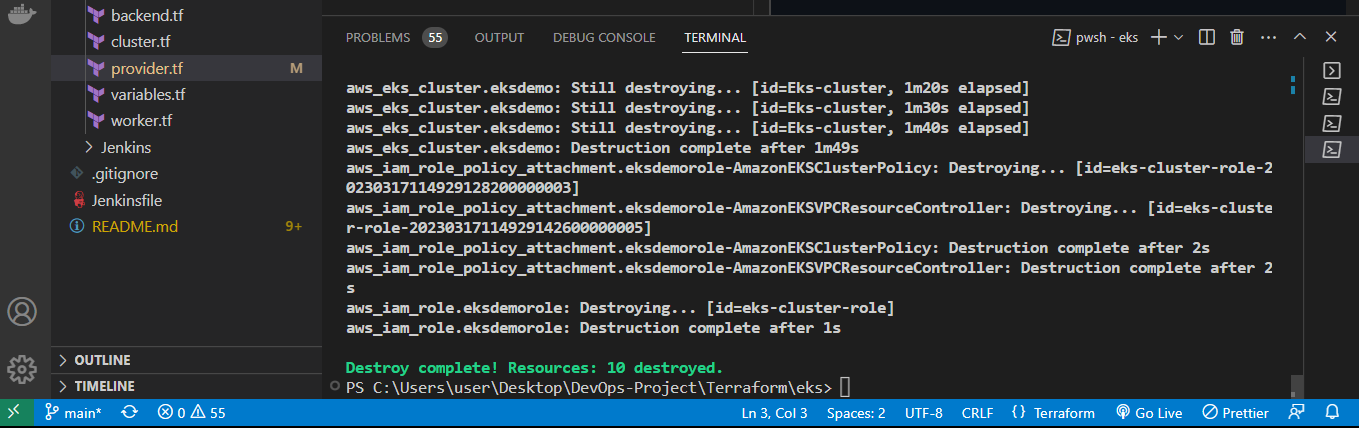 backend.tf
cluster.tf
provider.tf M
variables.tf
worker.tf
Jenkins
.gitignore
Jenkinsfile
README.md 9+
OUTLINE
TIMELINE
PROBLEMS 55 OUTPUT DEBUG CONSOLE TERMINAL pwsh - eks
aws_eks_cluster.eksdemo: Still destroying... [id=Eks-cluster, 1m20s elapsed]
aws_eks_cluster.eksdemo: Still destroying... [id=Eks-cluster, 1m30s elapsed]
aws_eks_cluster.eksdemo: Still destroying... [id=Eks-cluster, 1m40s elapsed]
aws_eks_cluster.eksdemo: Destruction complete after 1m49s
aws_iam_role_policy_attachment.eksdemorole-AmazonEKSClusterPolicy: Destroying... [id=eks-cluster-role-2
0230317114929128200000003]
aws_iam_role_policy_attachment.eksdemorole-AmazonEKSVPCResourceController: Destroying... [id=eks-cluste
r-role-20230317114929142600000005]
aws_iam_role_policy_attachment.eksdemorole-AmazonEKSClusterPolicy: Destruction complete after 2s
aws_iam_role_policy_attachment.eksdemorole-AmazonEKSVPCResourceController: Destruction complete after 2
s
aws_iam_role.eksdemorole: Destroying... [id=eks-cluster-role]
aws_iam_role.eksdemorole: Destruction complete after 1s
Destroy complete! Resources: 10 destroyed.
PS C:\Users\user\Desktop\DevOps-Project\Terraform\eks>
main* 0 55 Ln 3, Col 3 Spaces: 2 UTF-8 CRLF {} Terraform Go Live Prettier